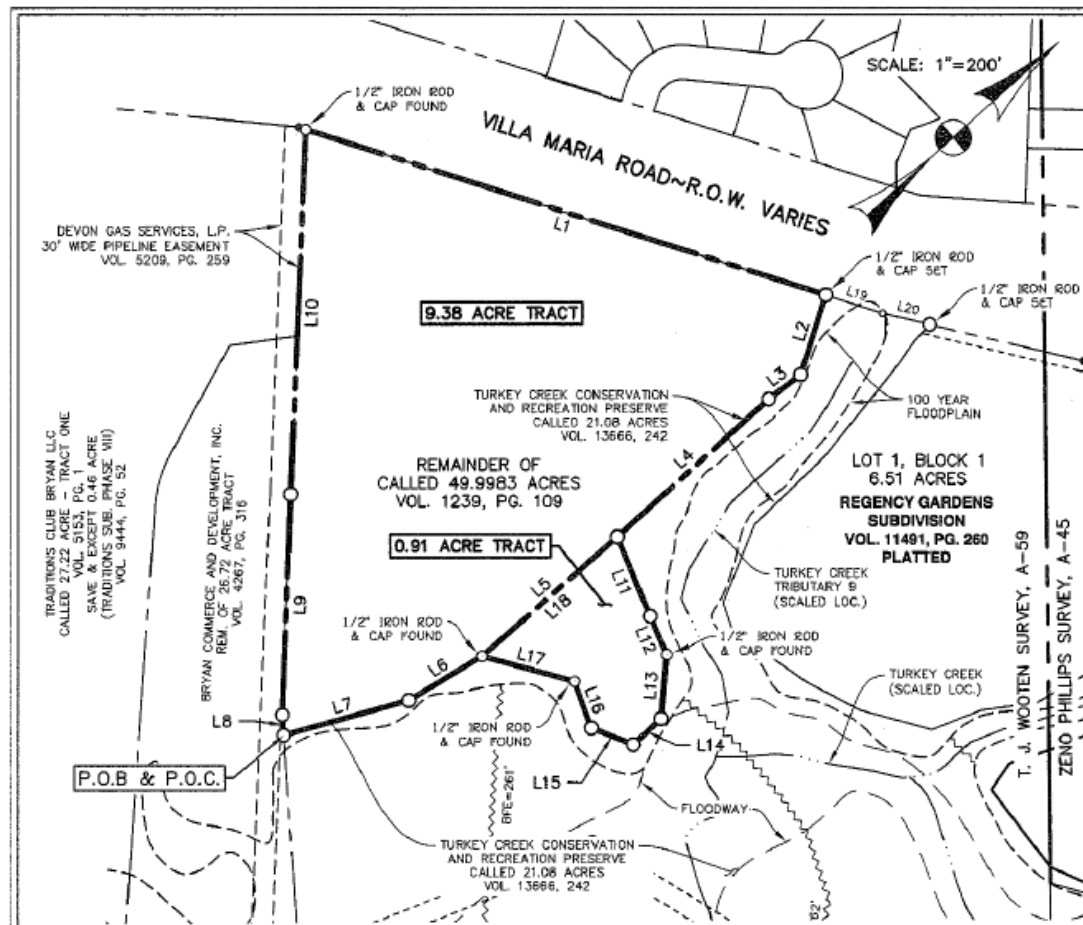 SCALE: 1"=200'
1/2" IRON ROD
& CAP FOUND
VILLA MARIA ROAD~R.O.W. VARIES
L1
DEVON GAS SERVICES, L.P.
30' WIDE PIPELINE EASEMENT
VOL. 5209, PG. 259
1/2" IRON ROD
& CAP SET
L19
L20
1/2" IRON ROD
& CAP SET
L10
9.38 ACRE TRACT
L2
L3
TURKEY CREEK CONSERVATION
AND RECREATION PRESERVE
CALLED 21.08 ACRES
VOL. 13666, 242
100 YEAR
FLOODPLAIN
L4
REMAINDER OF
CALLED 49.9983 ACRES
VOL. 1239, PG. 109
LOT 1, BLOCK 1
6.51 ACRES
REGENCY GARDENS
SUBDIVISION
VOL. 11491, PG. 260
PLATTED
TRADITIONS CLUB BRYAN LLC
CALLED 27.22 ACRE - TRACT ONE
VOL. 5153, PG. 1
SAVE & EXCEPT 0.46 ACRE
(TRADITIONS SUB. PHASE VIII)
VOL. 9444, PG. 52
BRYAN COMMERCE AND DEVELOPMENT, INC.
REM. OF 26.72 ACRE TRACT
VOL. 4267, PG. 316
0.91 ACRE TRACT
T. J. WOOTEN SURVEY, A-59
ZENO PHILLIPS SURVEY, A-45
L5
L18
L11
TURKEY CREEK
TRIBUTARY 9
(SCALED LOC.)
L9
1/2" IRON ROD
& CAP FOUND
L12
1/2" IRON ROD
& CAP FOUND
L6
L17
L13
TURKEY CREEK
(SCALED LOC.)
L7
L8
L16
1/2" IRON ROD
& CAP FOUND
L14
P.O.B & P.O.C.
L15
BFE=261'
FLOODWAY
TURKEY CREEK CONSERVATION
AND RECREATION PRESERVE
CALLED 21.08 ACRES
VOL. 13666, 242